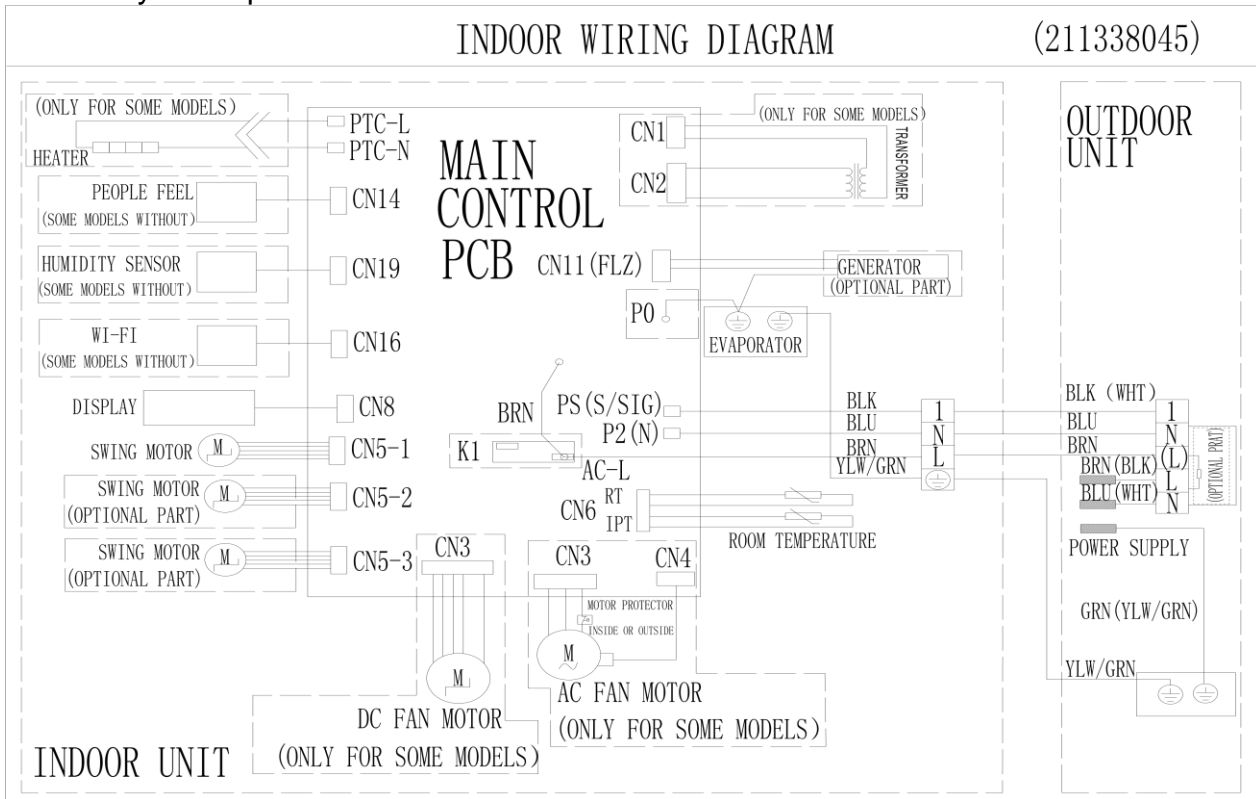 INDOOR WIRING DIAGRAM (211338045)
(ONLY FOR SOME MODELS)
HEATER
PTC-L
PTC-N
PEOPLE FEEL
(SOME MODELS WITHOUT)
CN14
HUMIDITY SENSOR
(SOME MODELS WITHOUT)
CN19
WI-FI
(SOME MODELS WITHOUT)
CN16
DISPLAY
CN8
SWING MOTOR
M
CN5-1
SWING MOTOR
(OPTIONAL PART)
M
CN5-2
SWING MOTOR
(OPTIONAL PART)
M
CN5-3
MAIN
CONTROL
PCB
(ONLY FOR SOME MODELS)
CN1
CN2
TRANSFORMER
CN11(FLZ)
GENERATOR
(OPTIONAL PART)
P0
EVAPORATOR
BRN
K1
PS(S/SIG)
P2(N)
AC-L
BLK
BLU
BRN
YLW/GRN
1
N
L
CN6
RT
IPT
ROOM TEMPERATURE
CN3
M
DC FAN MOTOR
(ONLY FOR SOME MODELS)
CN3
CN4
MOTOR PROTECTOR
INSIDE OR OUTSIDE
M
AC FAN MOTOR
(ONLY FOR SOME MODELS)
INDOOR UNIT
OUTDOOR
UNIT
BLK (WHT)
BLU
BRN
BRN(BLK)
BLU(WHT)
1
N
(L)
L
N
(OPTIONAL PRAT)
POWER SUPPLY
GRN(YLW/GRN)
YLW/GRN